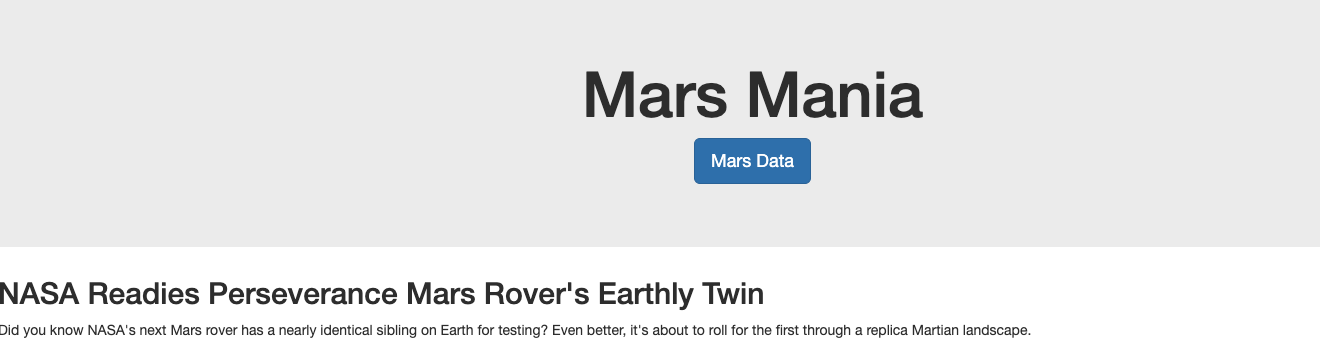 Mars Mania
Mars Data
NASA Readies Perseverance Mars Rover's Earthly Twin
Did you know NASA's next Mars rover has a nearly identical sibling on Earth for testing? Even better, it's about to roll for the first through a replica Martian landscape.